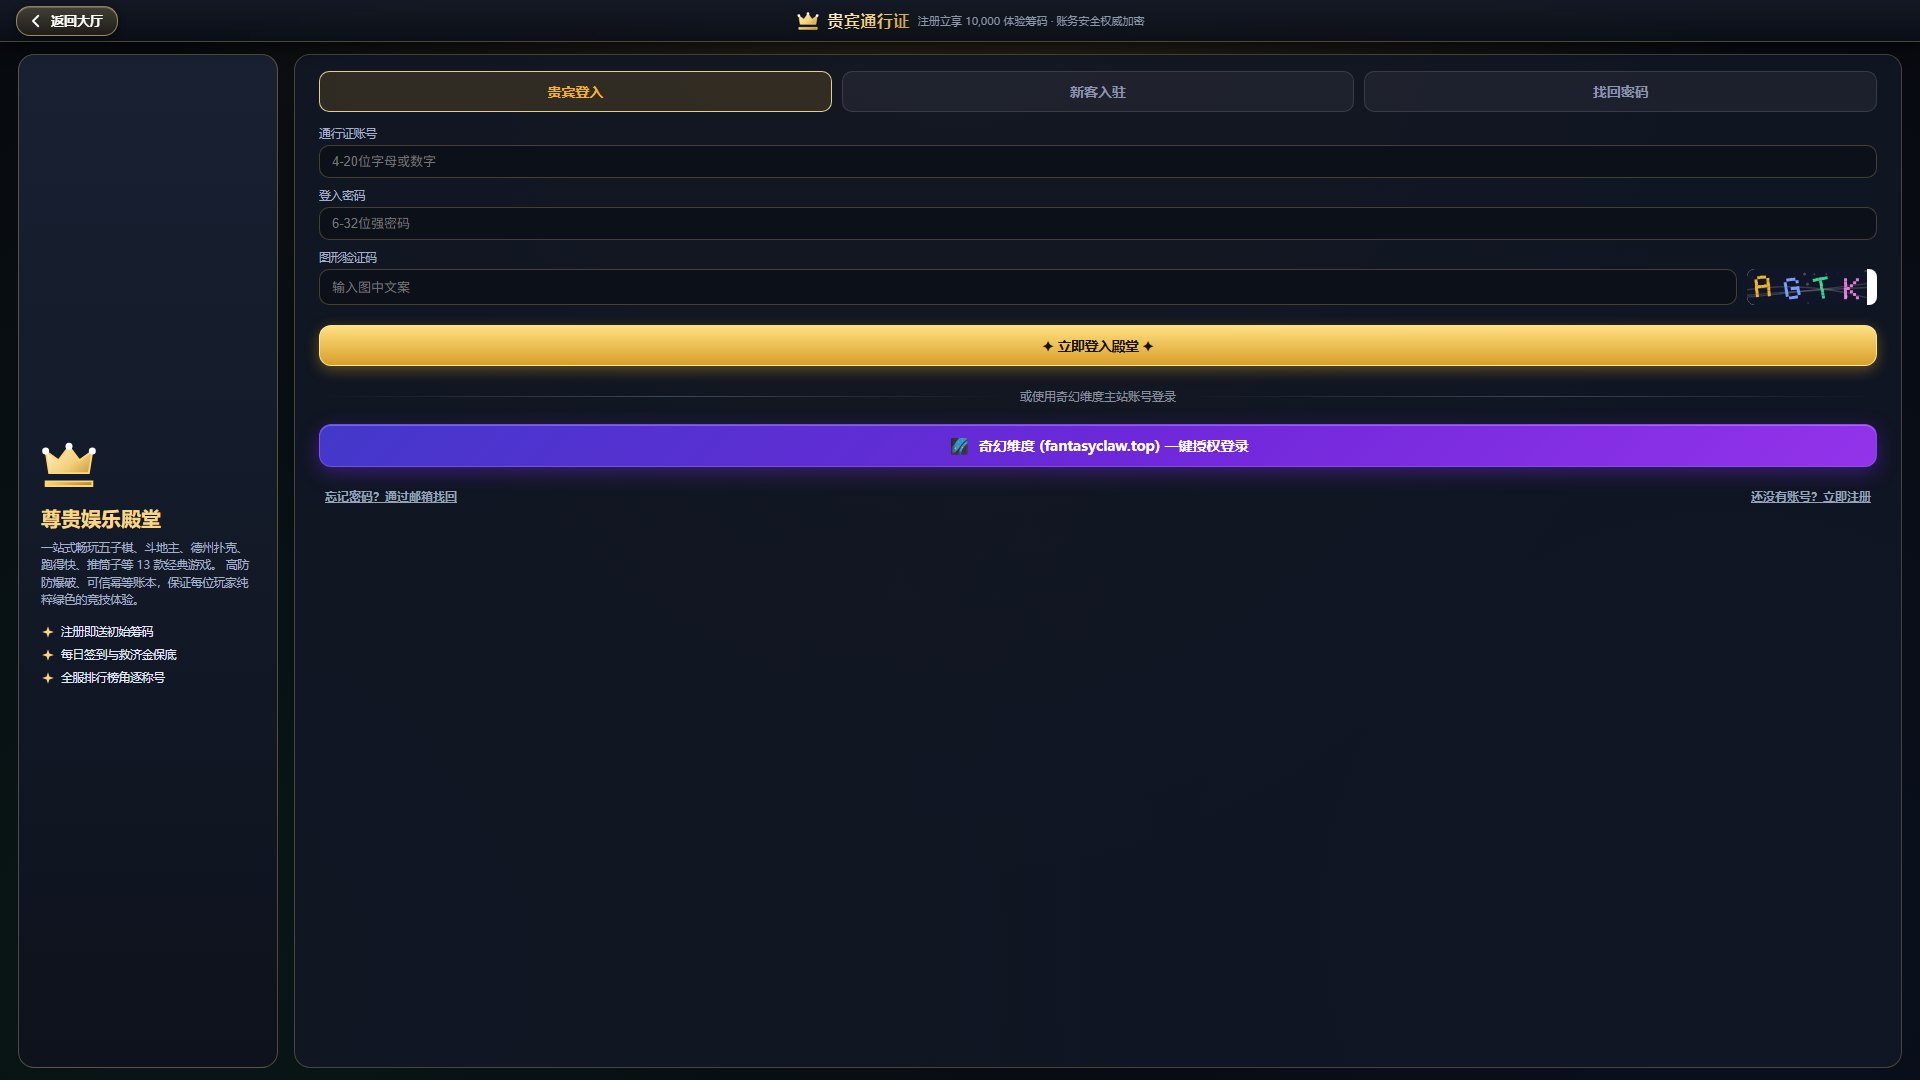 返回大厅
贵宾通行证 注册立享 10,000 体验筹码 · 账务安全权威加密
贵宾登入
新客入驻
找回密码
通行证账号
4-20位字母或数字
登入密码
6-32位强密码
图形验证码
输入图中文案
AGTK
✦ 立即登入殿堂 ✦
或使用奇幻维度主站账号登录
奇幻维度 (fantasyclaw.top) 一键授权登录
忘记密码？通过邮箱找回
还没有账号？立即注册
尊贵娱乐殿堂
一站式畅玩五子棋、斗地主、德州扑克、
跑得快、推筒子等 13 款经典游戏。 高防
防爆破、可信幂等账本，保证每位玩家纯
粹绿色的竞技体验。
注册即送初始筹码
每日签到与救济金保底
全服排行榜角逐称号